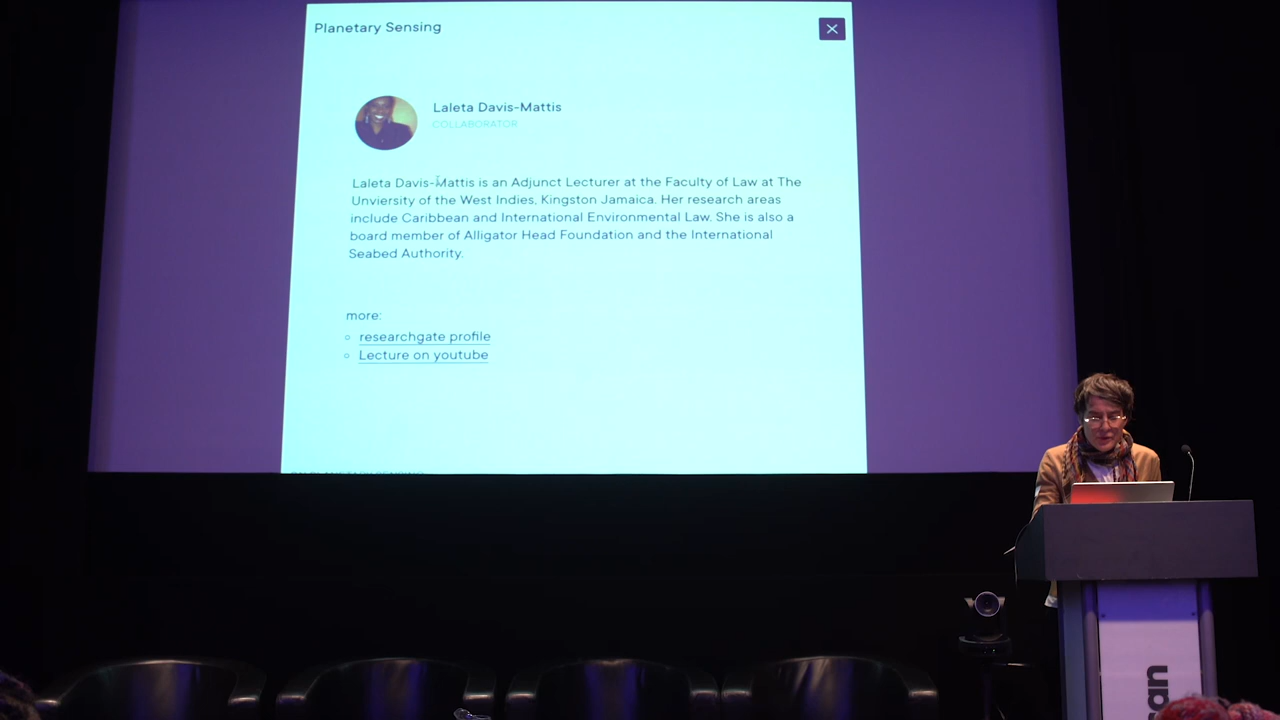 Planetary Sensing
Laleta Davis-Mattis
COLLABORATOR
Laleta Davis-Mattis is an Adjunct Lecturer at the Faculty of Law at The
Unviersity of the West Indies, Kingston Jamaica. Her research areas
include Caribbean and International Environmental Law. She is also a
board member of Alligator Head Foundation and the International
Seabed Authority.
more:
researchgate profile
Lecture on youtube